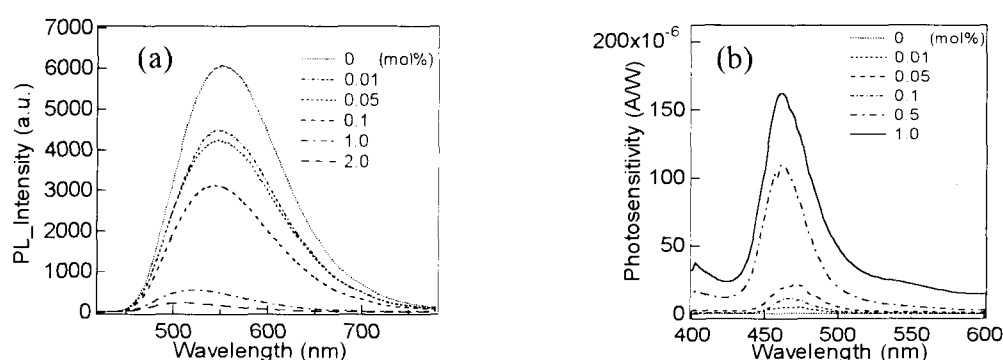 (a)
PL_Intensity (a.u.)
7000
6000
5000
4000
3000
2000
1000
0
500 600 700
Wavelength (nm)
0 (mol%)
0.01
0.05
0.1
1.0
2.0
(b)
Photosensitivity (A/W)
200x10-6
150
100
50
0
400 450 500 550 600
Wavelength (nm)
0 (mol%)
0.01
0.05
0.1
0.5
1.0